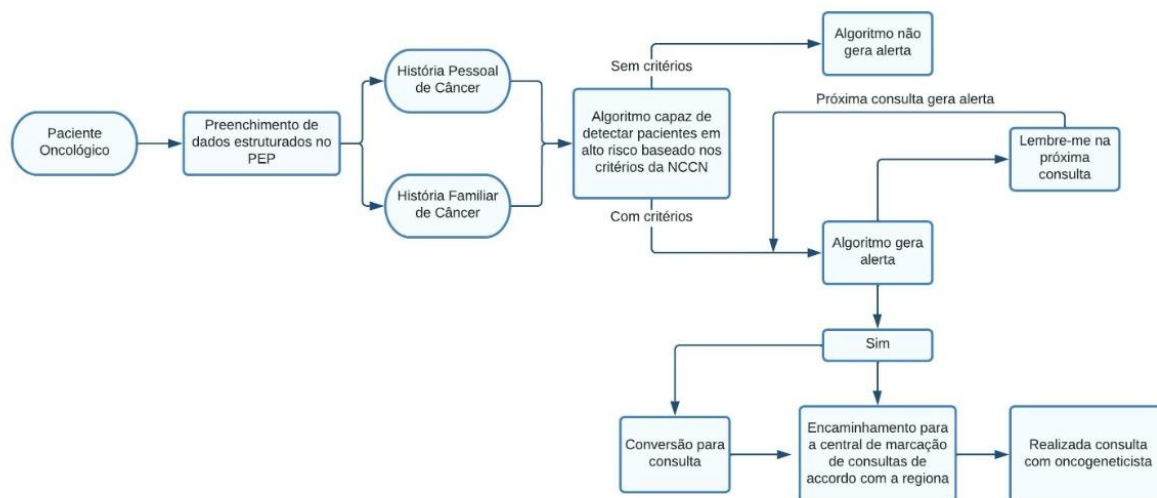 Paciente
Oncológico
Preenchimento de
dados estruturados no
PEP
História Pessoal
de Câncer
História Familiar
de Câncer
Sem critérios
Algoritmo capaz de
detectar pacientes em
alto risco baseado nos
critérios da NCCN
Com critérios
Algoritmo não
gera alerta
Próxima consulta gera alerta
Lembre-me na
próxima
consulta
Algoritmo gera
alerta
Sim
Conversão para
consulta
Encaminhamento para
a central de marcação
de consultas de
acordo com a regiona
Realizada consulta
com oncogeneticista